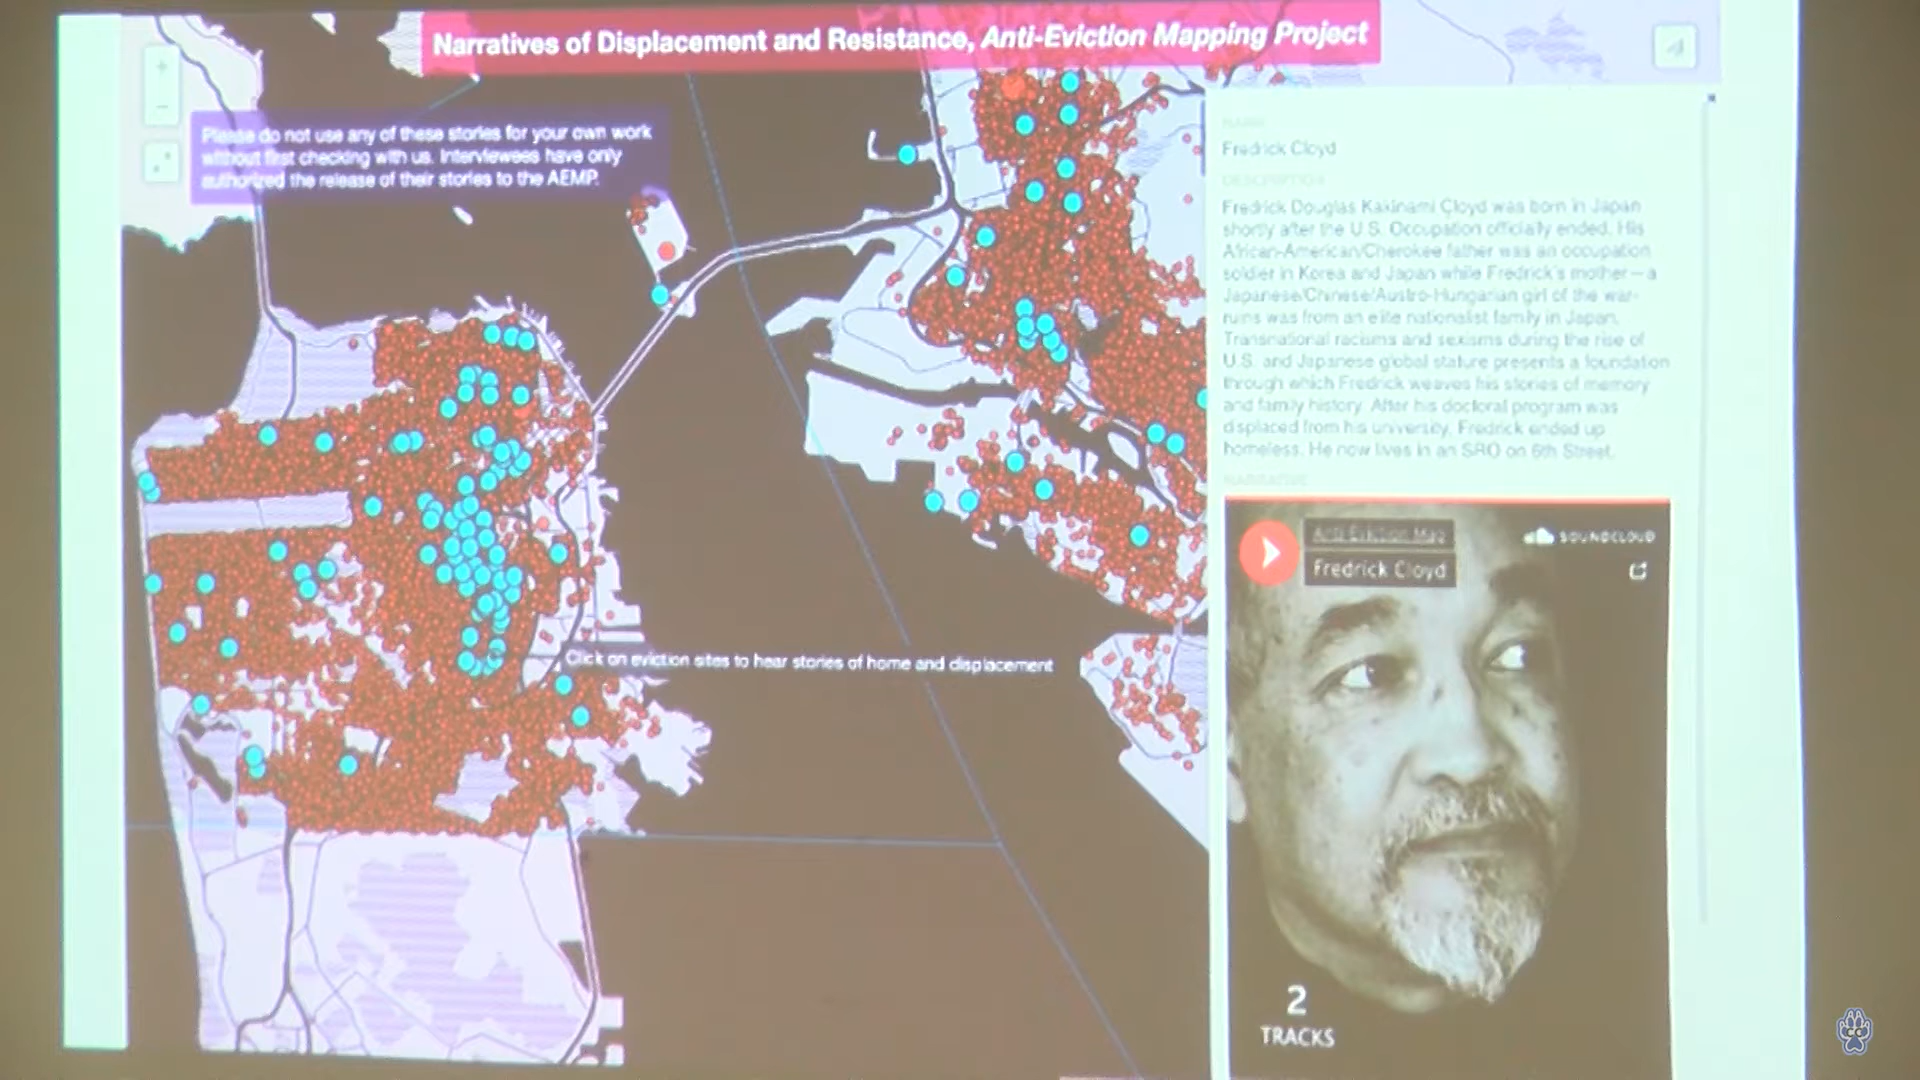 Narratives of Displacement and Resistance, Anti-Eviction Mapping Project
+
−
Please do not use any of these stories for your own work
without first checking with us. Interviewees have only
authorized the release of their stories to the AEMP.
Click on eviction sites to hear stories of home and displacement
NAME
Fredrick Cloyd
DESCRIPTION
Fredrick Douglas Kakinami Cloyd was born in Japan
shortly after the U.S. Occupation officially ended. His
African-American/Cherokee father was an occupation
soldier in Korea and Japan while Fredrick's mother—a
Japanese/Chinese/Austro-Hungarian girl of the war-
ruins was from an elite nationalist family in Japan.
Transnational racisms and sexisms during the rise of
U.S. and Japanese global stature presents a foundation
through which Fredrick weaves his stories of memory
and family history. After his doctoral program was
displaced from his university, Fredrick ended up
homeless. He now lives in an SRO on 6th Street.
NARRATIVE
Anti Eviction Map
SOUNDCLOUD
Fredrick Cloyd
2
TRACKS
CC